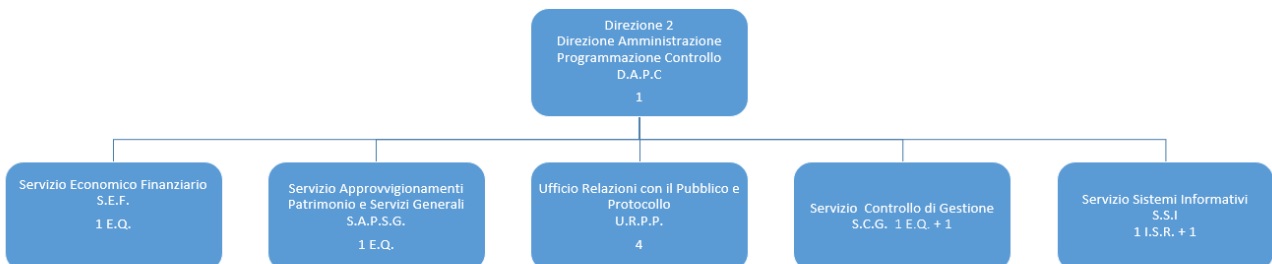 Direzione 2
Direzione Amministrazione
Programmazione Controllo
D.A.P.C
1
Servizio Economico Finanziario
S.E.F.
1 E.Q.
Servizio Approvvigionamenti
Patrimonio e Servizi Generali
S.A.P.S.G.
1 E.Q.
Ufficio Relazioni con il Pubblico e
Protocollo
U.R.P.P.
4
Servizio Controllo di Gestione
S.C.G. 1 E.Q. + 1
Servizio Sistemi Informativi
S.S.I
1 I.S.R. + 1